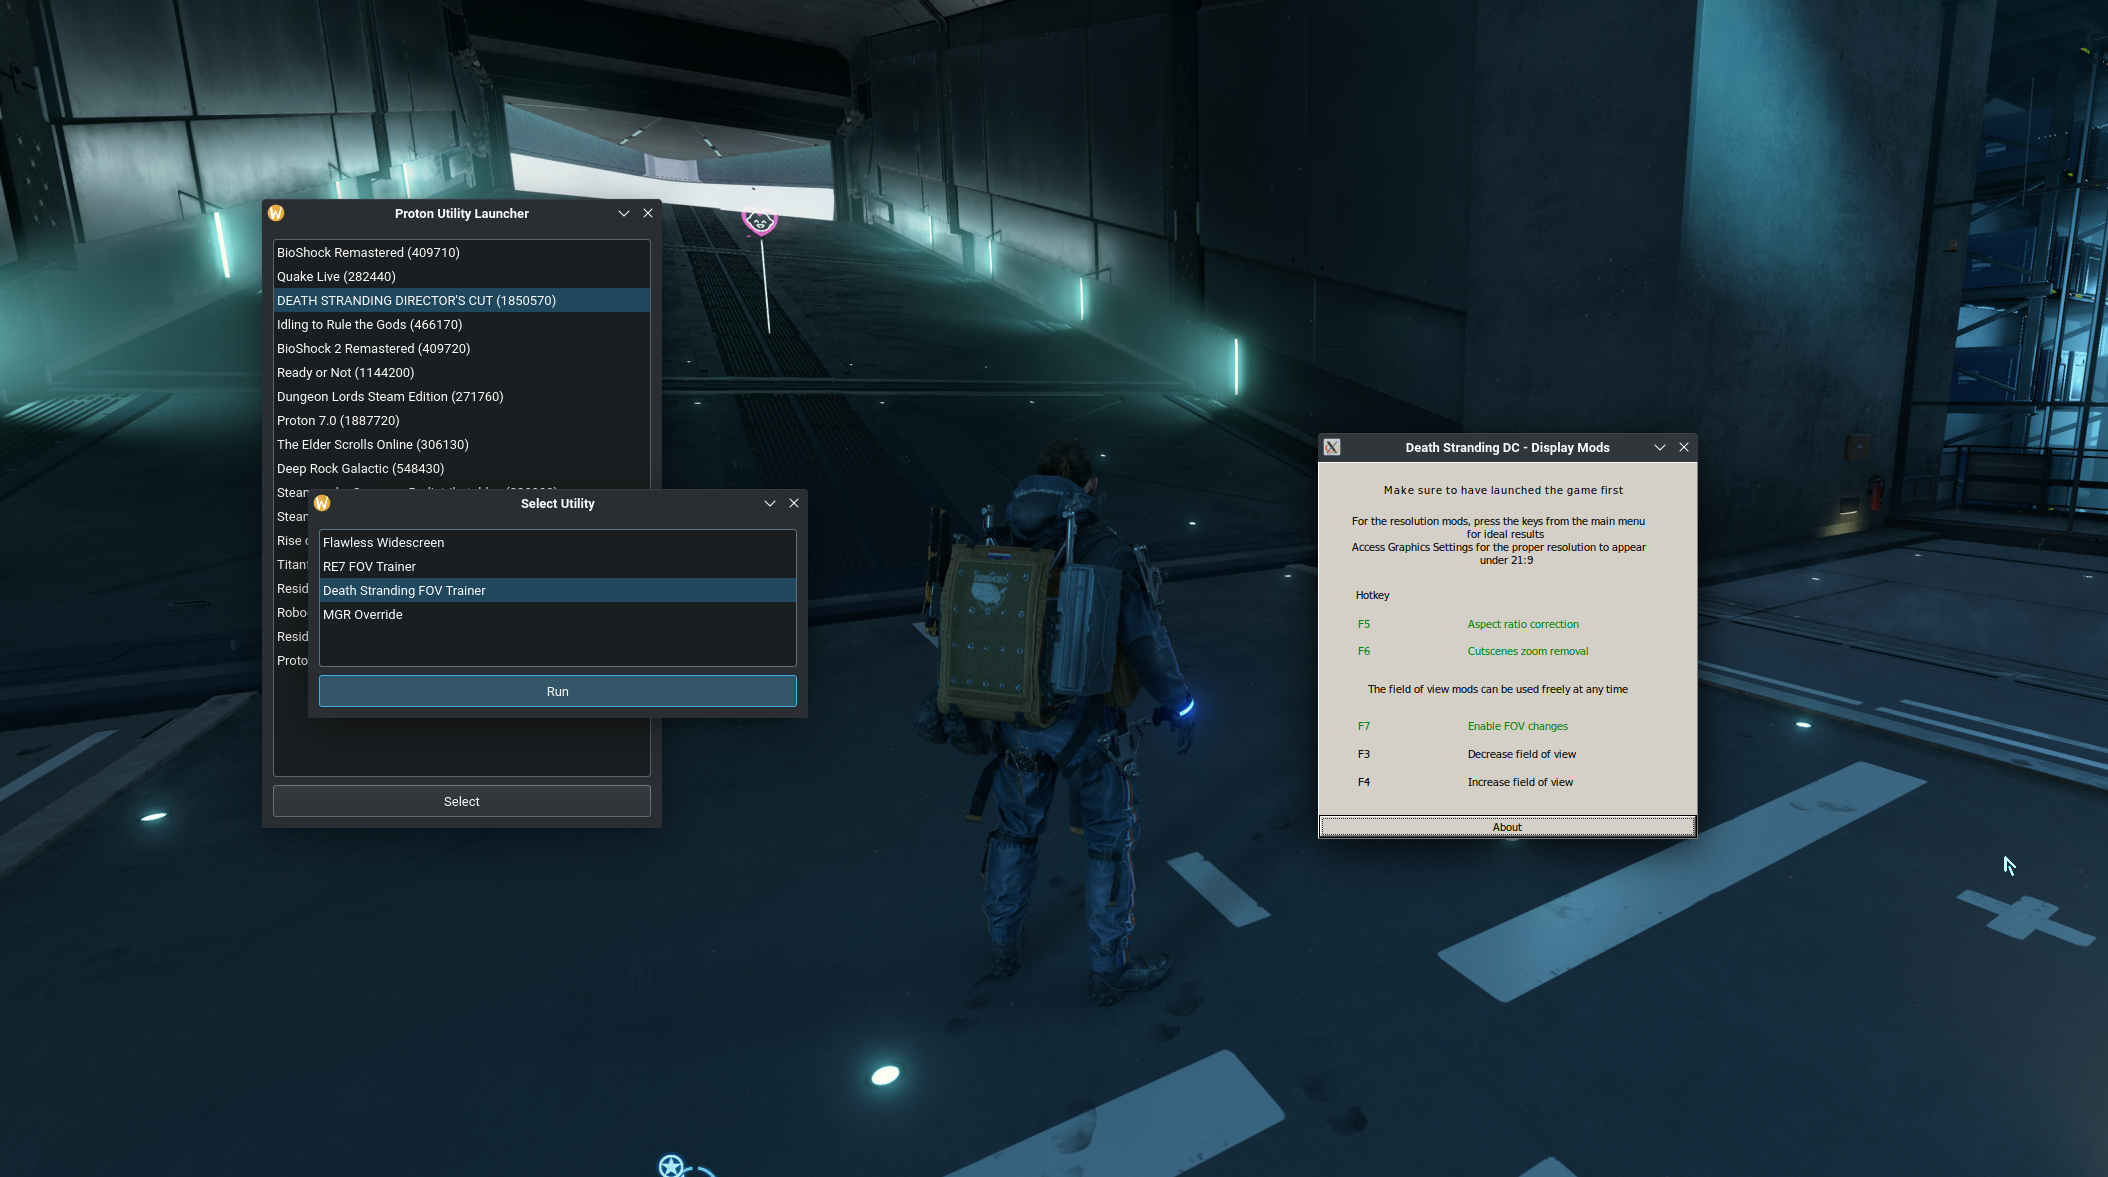 Proton Utility Launcher
BioShock Remastered (409710)
Quake Live (282440)
DEATH STRANDING DIRECTOR'S CUT (1850570)
Idling to Rule the Gods (466170)
BioShock 2 Remastered (409720)
Ready or Not (1144200)
Dungeon Lords Steam Edition (271760)
Proton 7.0 (1887720)
The Elder Scrolls Online (306130)
Deep Rock Galactic (548430)
Steam
Rise
Titan
Resid
Robo
Resid
Proto
Select
Select Utility
Flawless Widescreen
RE7 FOV Trainer
Death Stranding FOV Trainer
MGR Override
Run
Death Stranding DC - Display Mods
Make sure to have launched the game first
For the resolution mods, press the keys from the main menu
for ideal results
Access Graphics Settings for the proper resolution to appear
under 21:9
Hotkey
F5 Aspect ratio correction
F6 Cutscenes zoom removal
The field of view mods can be used freely at any time
F7 Enable FOV changes
F3 Decrease field of view
F4 Increase field of view
About